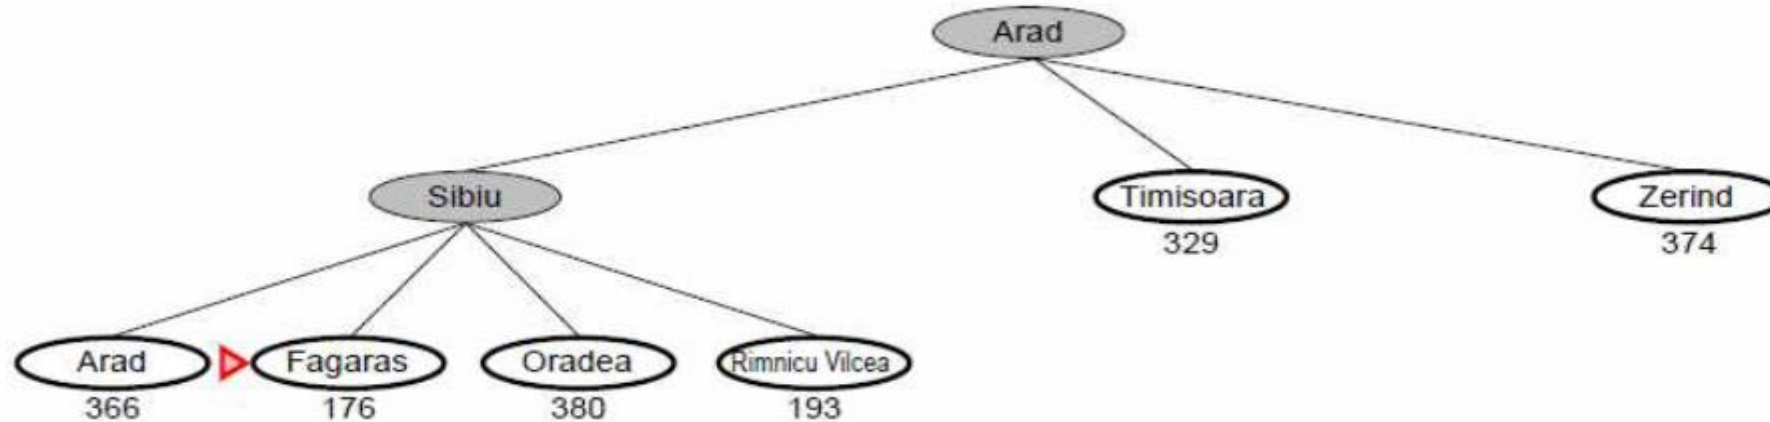 Arad
Sibiu Timisoara Zerind
329 374
Arad Fagaras Oradea Rimnicu Vilcea
366 176 380 193